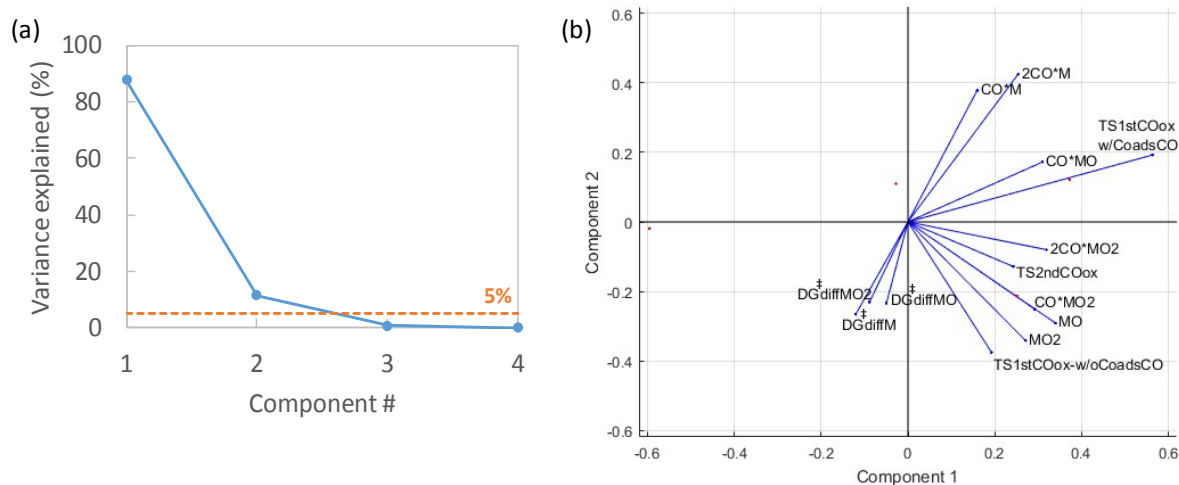 (a)
100
80
60
40
20
0
Variance explained (%)
5%
1 2 3 4
Component #
(b)
0.6
0.4
0.2
0
-0.2
-0.4
-0.6
Component 2
2CO*M
CO*M
TS1stCOox
w/CoadsCO
CO*MO
2CO*MO2
TS2ndCOox
‡ ‡
DGdiffMO2 DGdiffMO
CO*MO2
‡
DGdiffM
MO
MO2
TS1stCOox-w/oCoadsCO
-0.6 -0.4 -0.2 0 0.2 0.4 0.6
Component 1